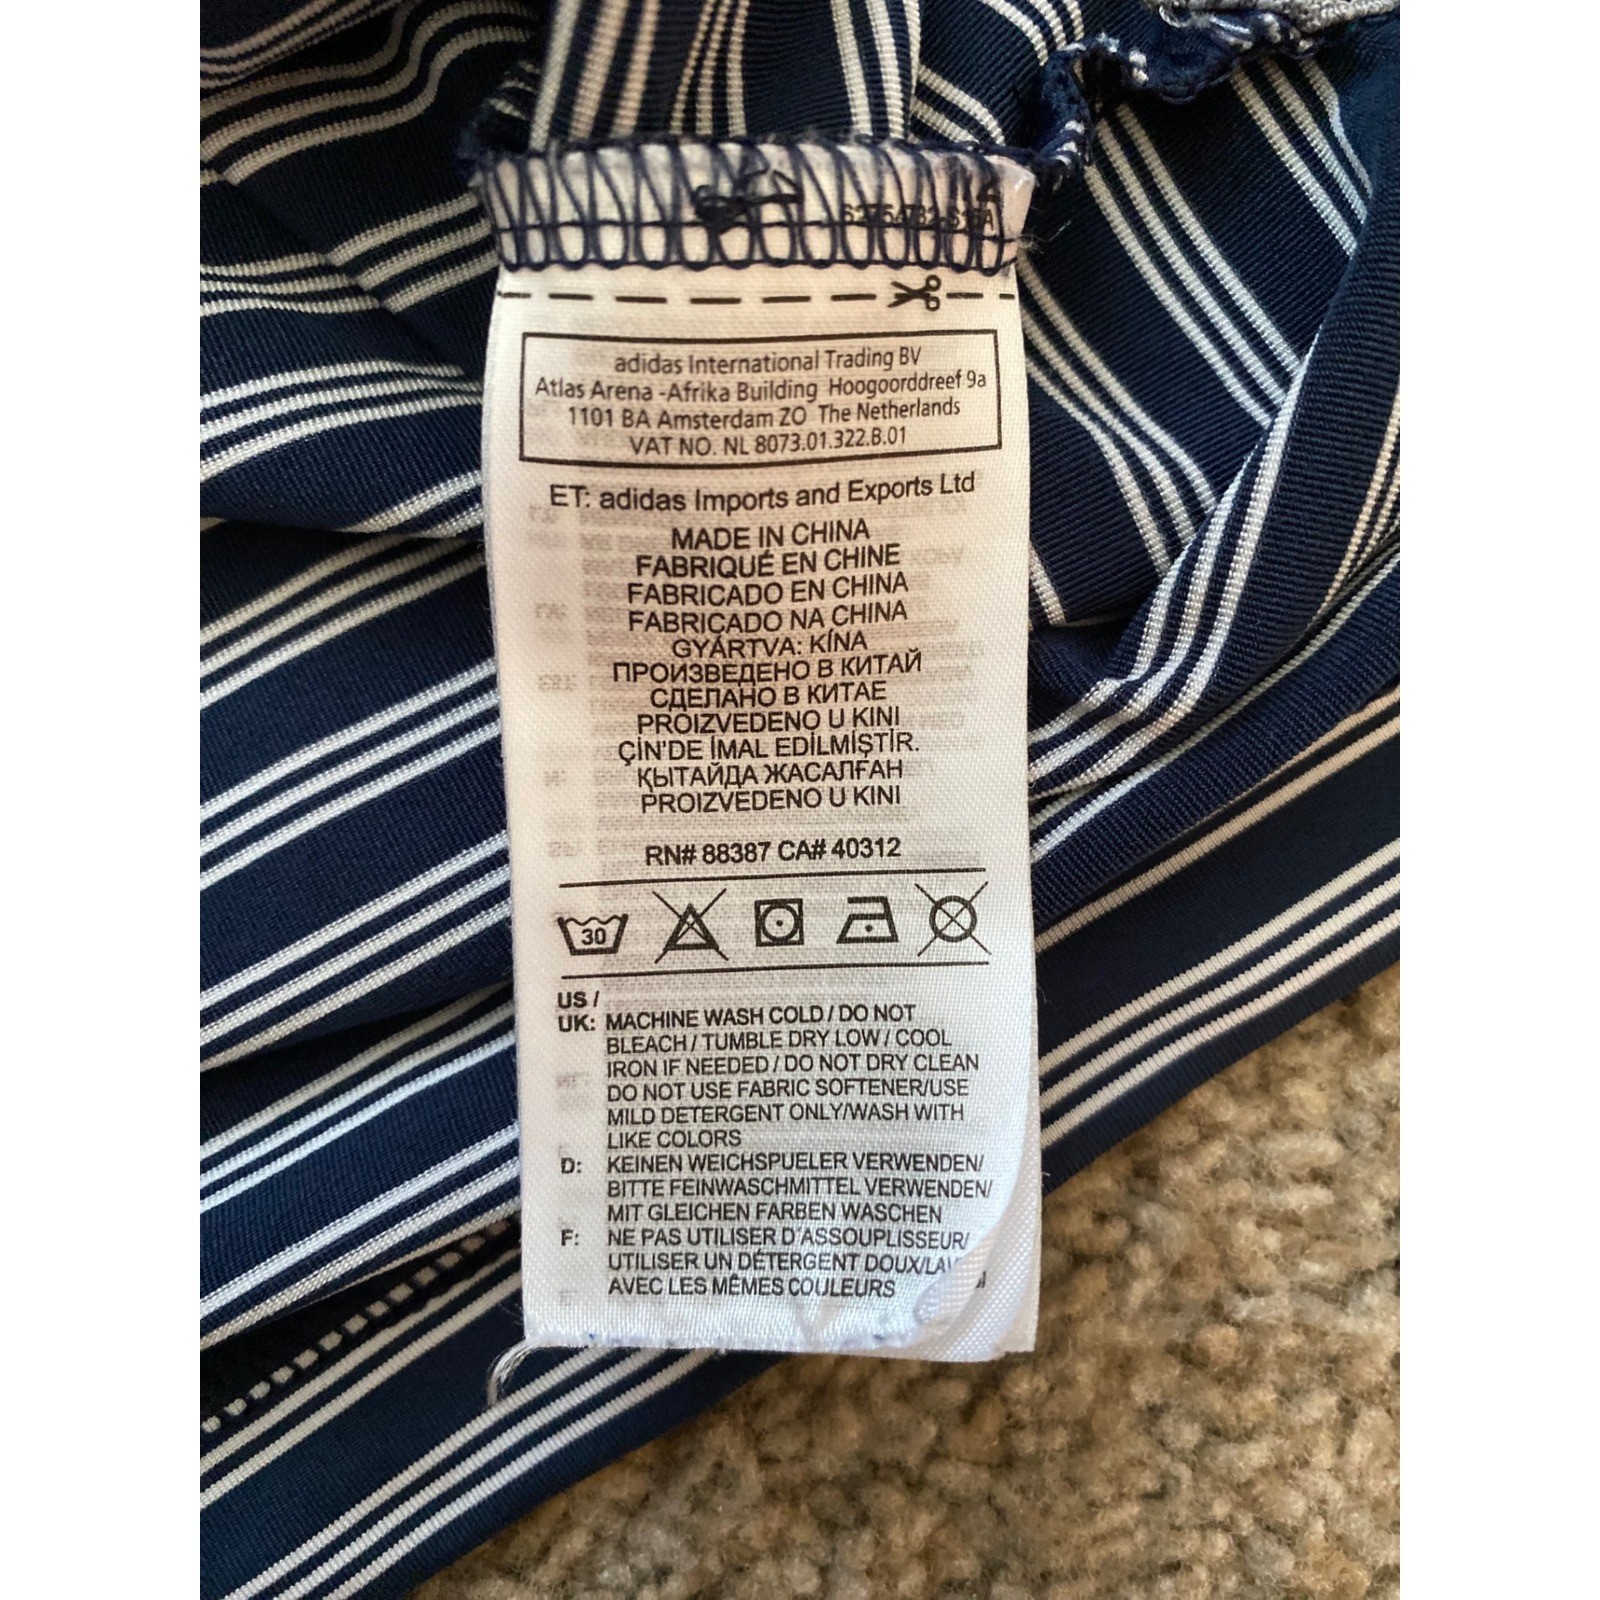 adidas International Trading BV
Atlas Arena -Afrika Building Hoogoorddreef 9a
1101 BA Amsterdam ZO The Netherlands
VAT NO. NL 8073.01.322.B.01
ET: adidas Imports and Exports Ltd
MADE IN CHINA
FABRIQUÉ EN CHINE
FABRICADO EN CHINA
FABRICADO NA CHINA
GYÁRTVA: KÍNA
ПРОИЗВЕДЕНО В КИТАЙ
СДЕЛАНО В КИТАЕ
PROIZVEDENO U KINI
ÇİN'DE İMAL EDİLMİŞTİR.
ҚЫТАЙДА ЖАСАЛҒАН
PROIZVEDENO U KINI
RN# 88387 CA# 40312
30
US /
UK: MACHINE WASH COLD / DO NOT
BLEACH / TUMBLE DRY LOW / COOL
IRON IF NEEDED / DO NOT DRY CLEAN
DO NOT USE FABRIC SOFTENER/USE
MILD DETERGENT ONLY/WASH WITH
LIKE COLORS
D: KEINEN WEICHSPUELER VERWENDEN/
BITTE FEINWASCHMITTEL VERWENDEN/
MIT GLEICHEN FARBEN WASCHEN
F: NE PAS UTILISER D'ASSOUPLISSEUR/
UTILISER UN DÉTERGENT DOUX/
AVEC LES MÊMES COULEURS